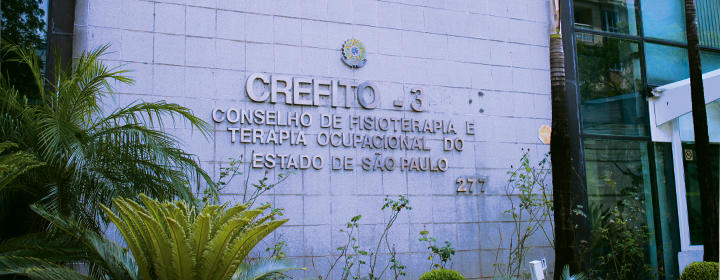 CREFITO - 3
CONSELHO DE FISIOTERAPIA E
TERAPIA OCUPACIONAL DO
ESTADO DE SÃO PAULO
277